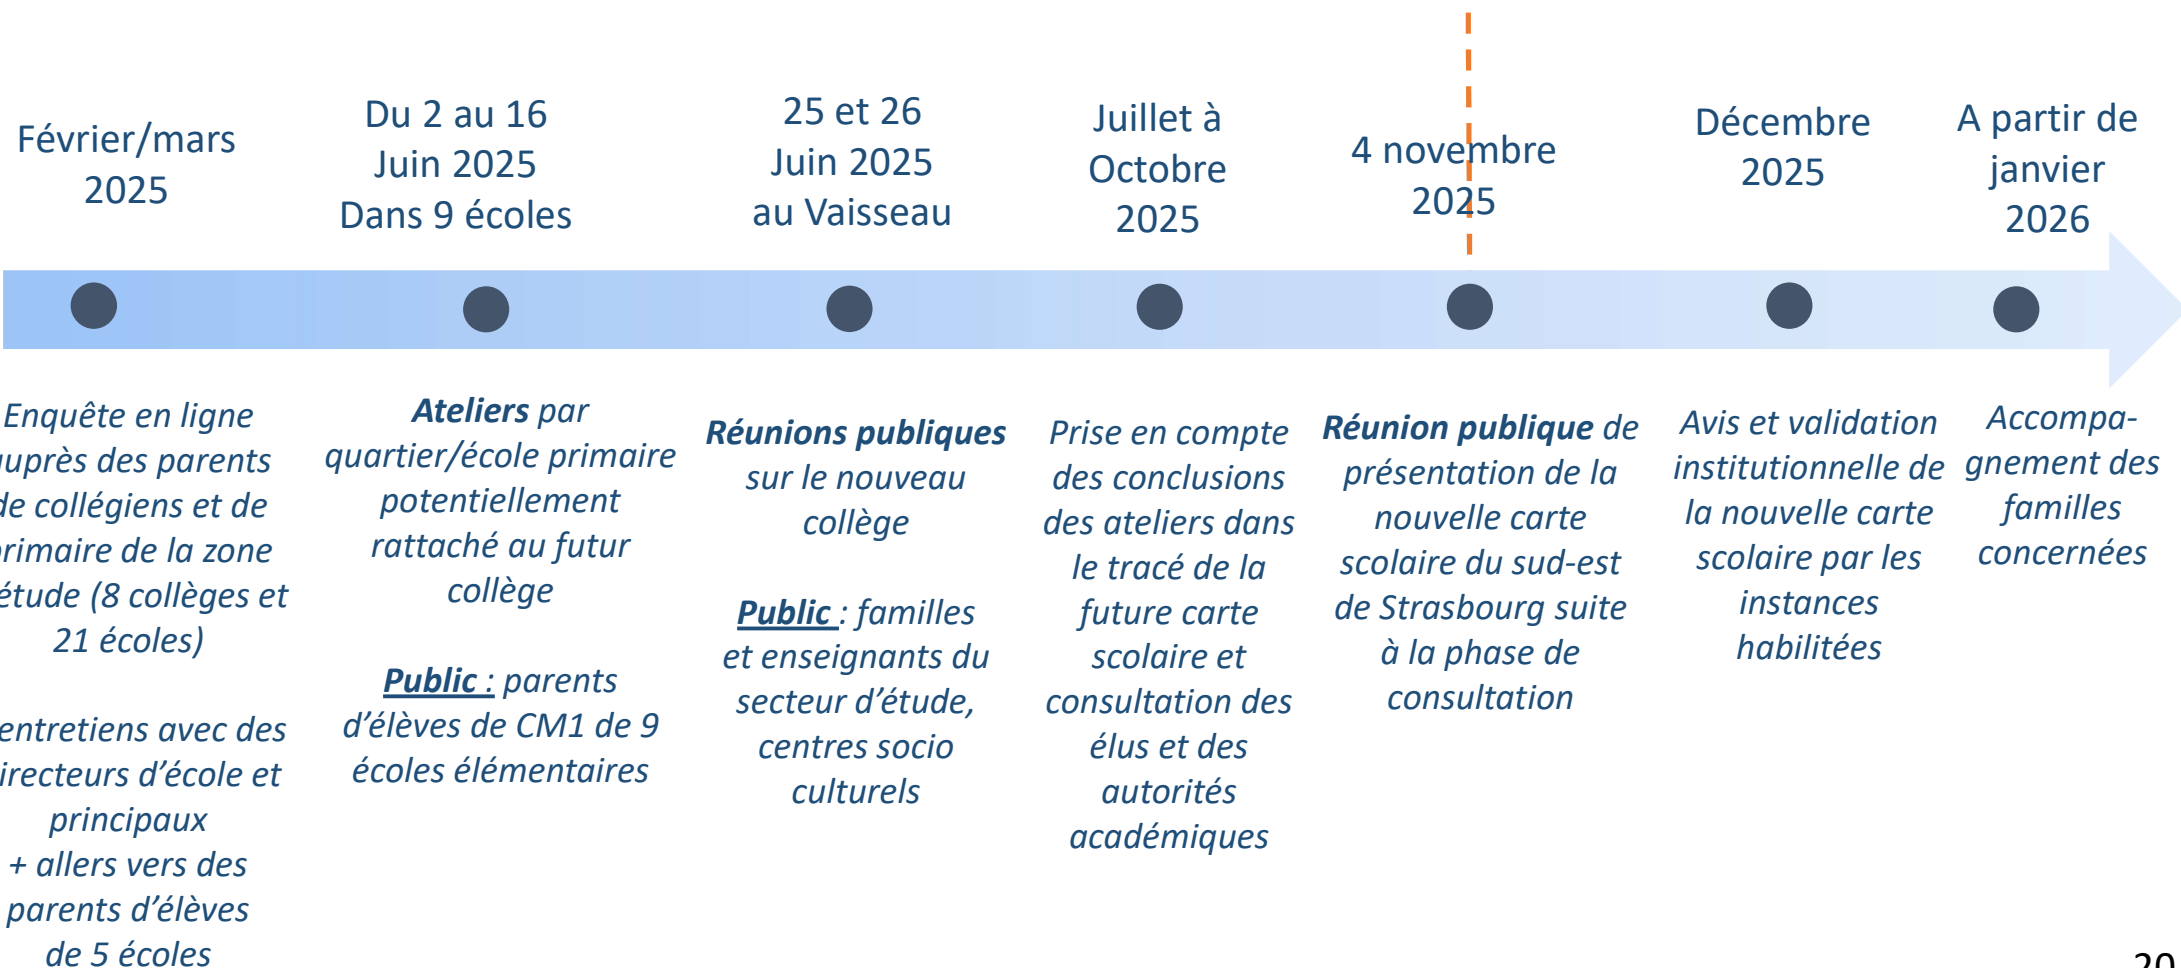 Février/mars
2025
Du 2 au 16
Juin 2025
Dans 9 écoles
25 et 26
Juin 2025
au Vaisseau
Juillet à
Octobre
2025
4 novembre
2025
Décembre
2025
A partir de
janvier
2026
Enquête en ligne
auprès des parents
de collégiens et de
primaire de la zone
étude (8 collèges et
21 écoles)
entretiens avec des
directeurs d'école et
principaux
+ allers vers des
parents d'élèves
de 5 écoles
Ateliers par
quartier/école primaire
potentiellement
rattaché au futur
collège
Public : parents
d'élèves de CM1 de 9
écoles élémentaires
Réunions publiques
sur le nouveau
collège
Public : familles
et enseignants du
secteur d'étude,
centres socio
culturels
Prise en compte
des conclusions
des ateliers dans
le tracé de la
future carte
scolaire et
consultation des
élus et des
autorités
académiques
Réunion publique de
présentation de la
nouvelle carte
scolaire du sud-est
de Strasbourg suite
à la phase de
consultation
Avis et validation
institutionnelle de
la nouvelle carte
scolaire par les
instances
habilitées
Accompa-
gnement des
familles
concernées
20